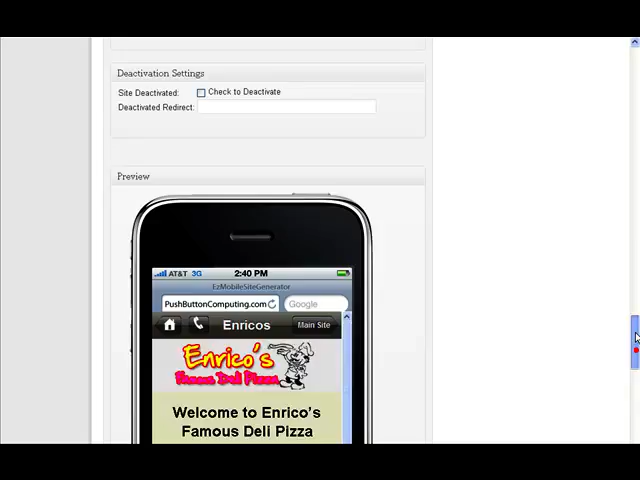 Deactivation Settings
Site Deactivated: Check to Deactivate
Deactivated Redirect:
Preview
AT&T 3G 2:40 PM
EzMobileSiteGenerator
PushButtonComputing.com Google
Enricos Main Site
Enrico's
Famous Deli Pizza
Welcome to Enrico's
Famous Deli Pizza